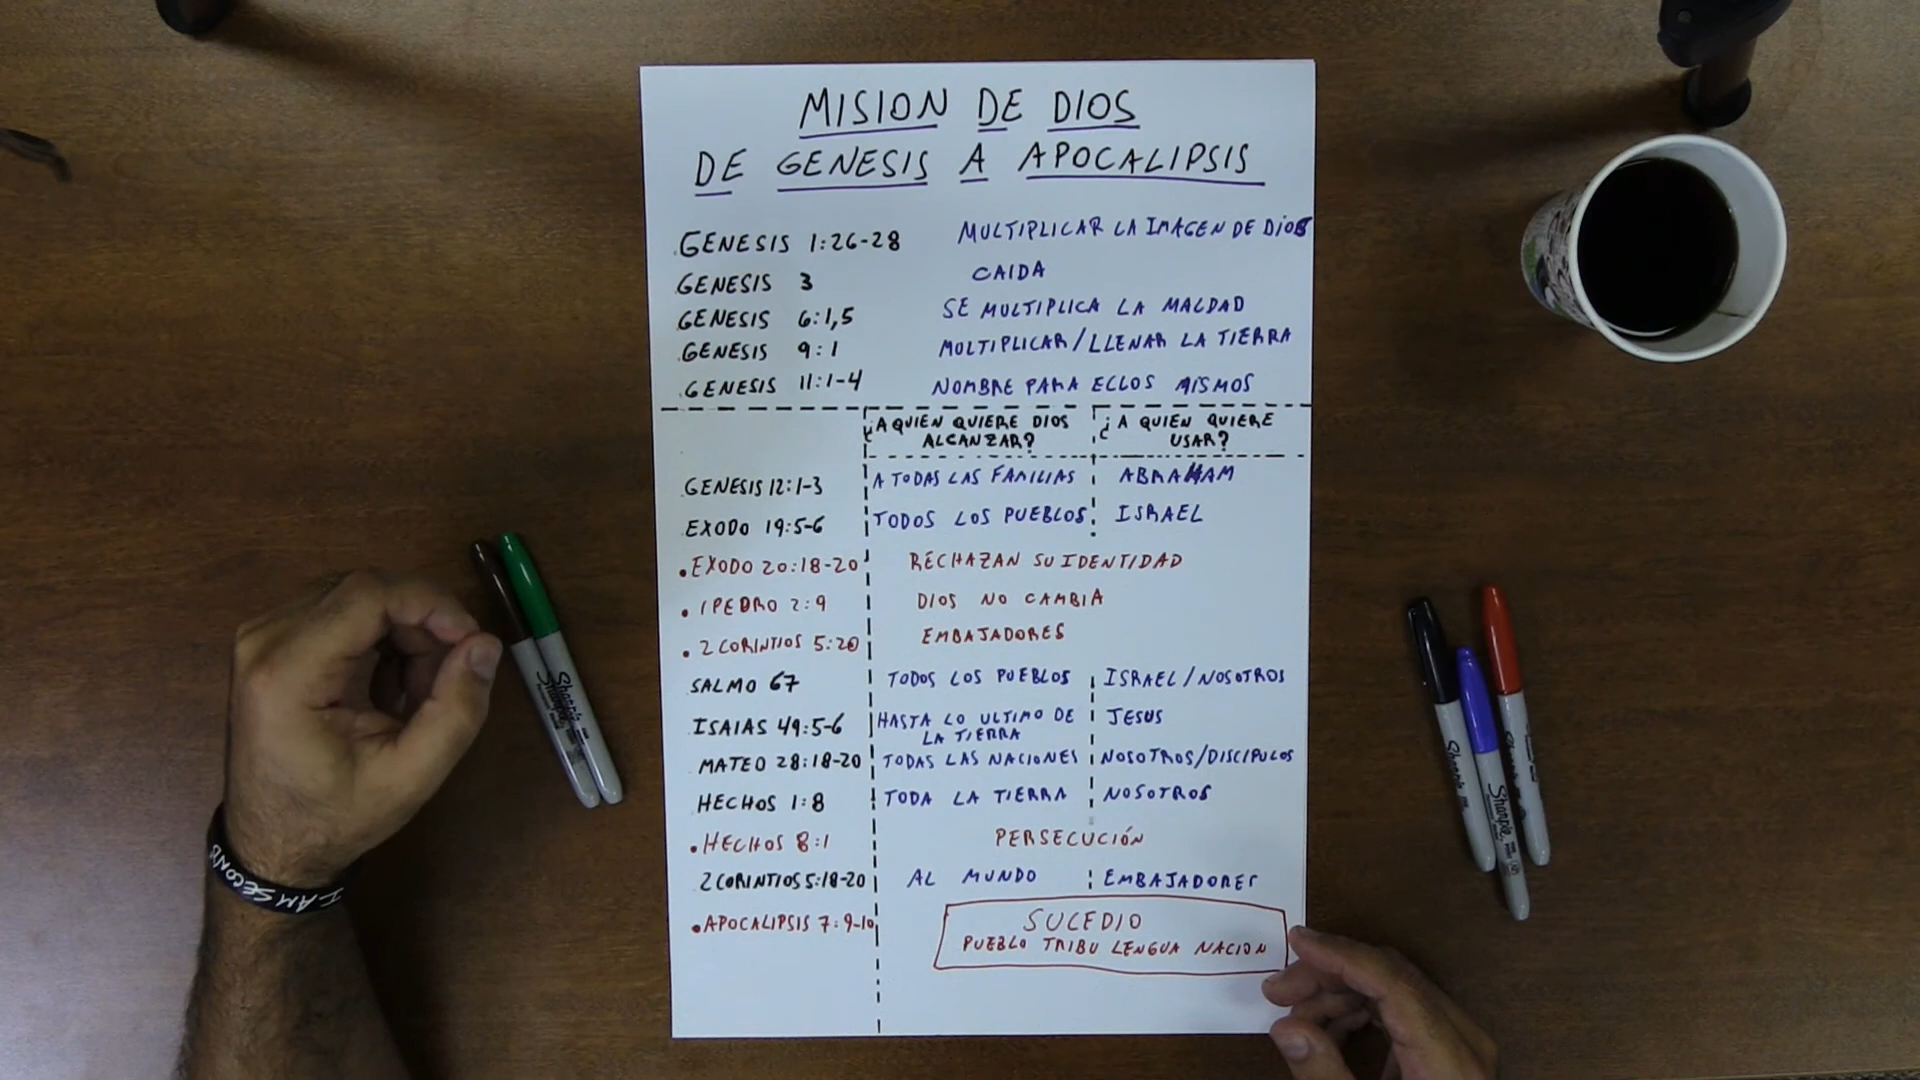 MISION DE DIOS
DE GENESIS A APOCALIPSIS
GENESIS 1:26-28 MULTIPLICAR LA IMAGEN DE DIOS
GENESIS 3 CAIDA
GENESIS 6:1,5 SE MULTIPLICA LA MALDAD
GENESIS 9:1 MULTIPLICAR/LLENAR LA TIERRA
GENESIS 11:1-4 NOMBRE PARA ELLOS MISMOS
¿A QUIEN QUIERE DIOS ALCANZAR? ¿A QUIEN QUIERE USAR?
GENESIS 12:1-3 A TODAS LAS FAMILIAS ABRAHAM
EXODO 19:5-6 TODOS LOS PUEBLOS ISRAEL
• EXODO 20:18-20 RECHAZAN SU IDENTIDAD
• 1 PEDRO 2:9 DIOS NO CAMBIA
• 2 CORINTIOS 5:20 EMBAJADORES
SALMO 67 TODOS LOS PUEBLOS ISRAEL/NOSOTROS
ISAIAS 49:5-6 HASTA LO ULTIMO DE LA TIERRA JESUS
MATEO 28:18-20 TODAS LAS NACIONES NOSOTROS/DISCIPULOS
HECHOS 1:8 TODA LA TIERRA NOSOTROS
• HECHOS 8:1 PERSECUCIÓN
2 CORINTIOS 5:18-20 AL MUNDO EMBAJADORES
• APOCALIPSIS 7:9-10 SUCEDIO
PUEBLO TRIBU LENGUA NACION
Sharpie
Sharpie
Sharpie
Sharpie
I AM SECOND